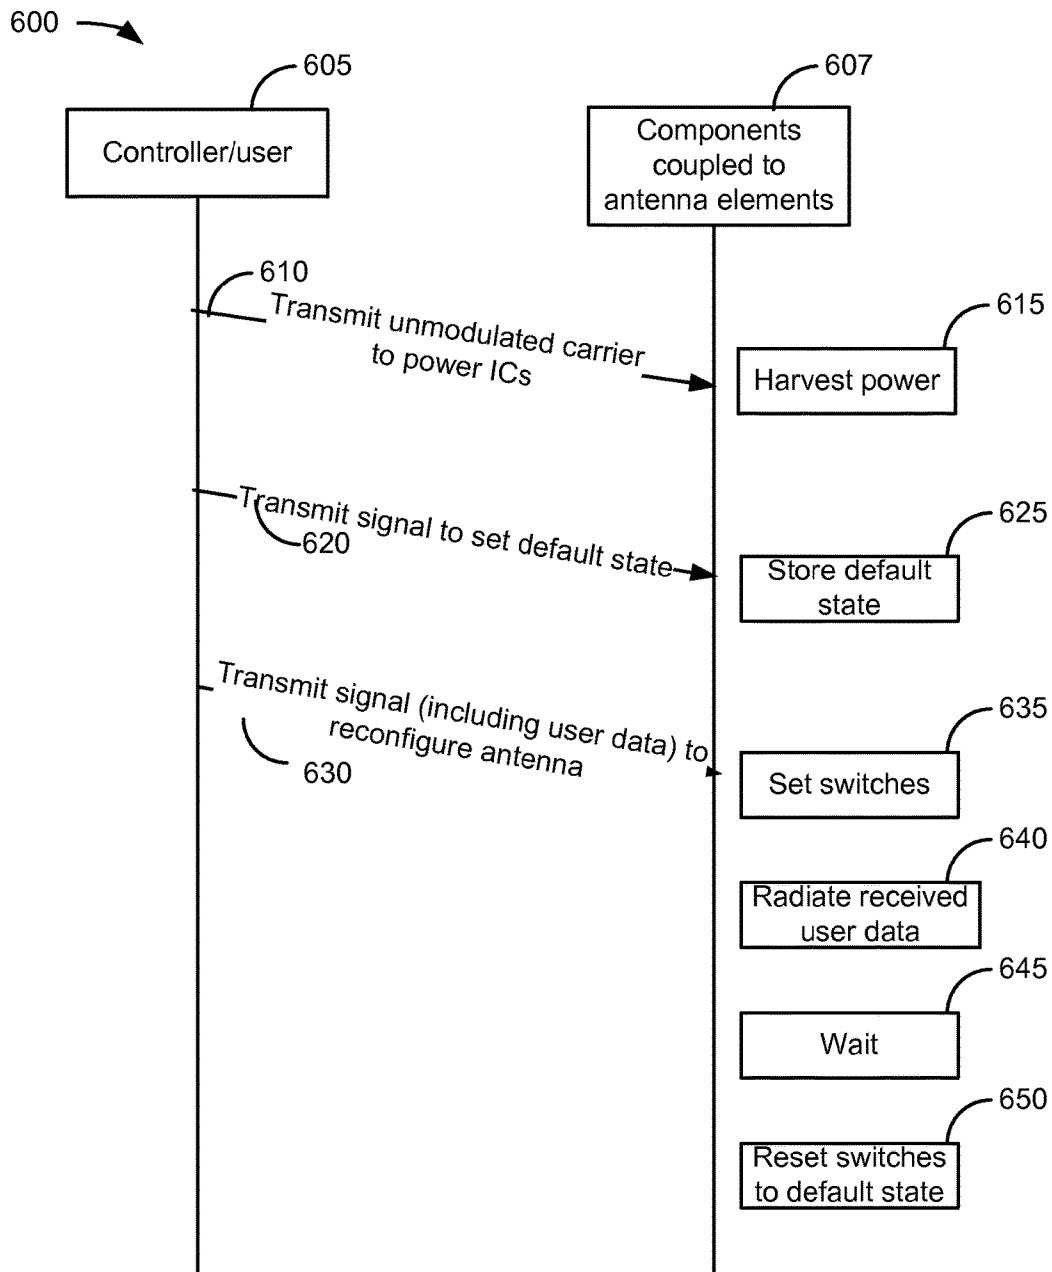 600
605
607
Controller/user
Components
coupled to
antenna elements
610
Transmit unmodulated carrier
to power ICs
615
Harvest power
Transmit signal to set default state
620
625
Store default
state
Transmit signal (including user data) to
reconfigure antenna
630
635
Set switches
640
Radiate received
user data
645
Wait
650
Reset switches
to default state